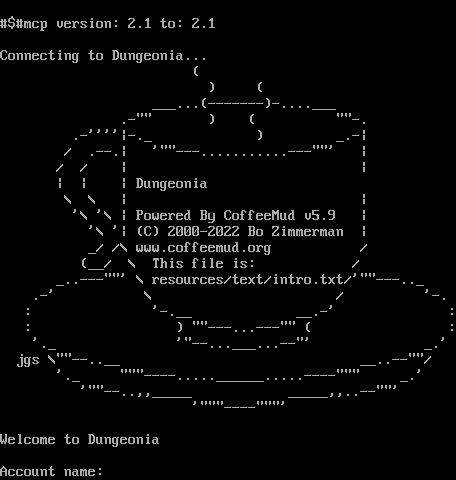 #$#mcp version: 2.1 to: 2.1
Connecting to Dungeonia...
Dungeonia
Powered By CoffeeMud v5.9
(C) 2000-2022 Bo Zimmerman
www.coffeemud.org
This file is:
resources/text/intro.txt
jgs
Welcome to Dungeonia
Account name: